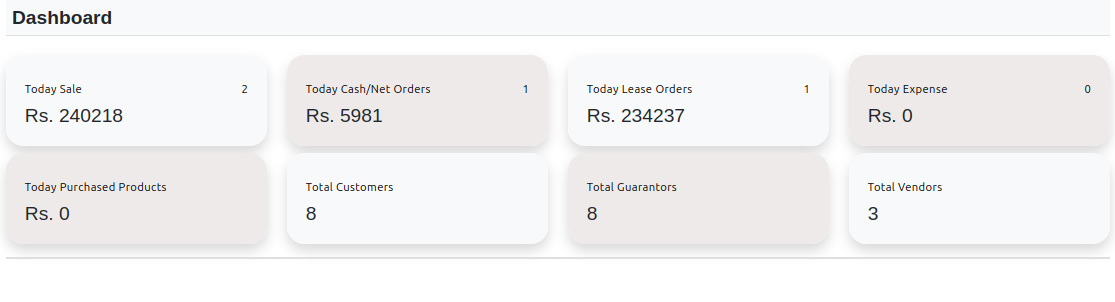 Dashboard
Today Sale 2
Rs. 240218
Today Cash/Net Orders 1
Rs. 5981
Today Lease Orders 1
Rs. 234237
Today Expense 0
Rs. 0
Today Purchased Products
Rs. 0
Total Customers
8
Total Guarantors
8
Total Vendors
3